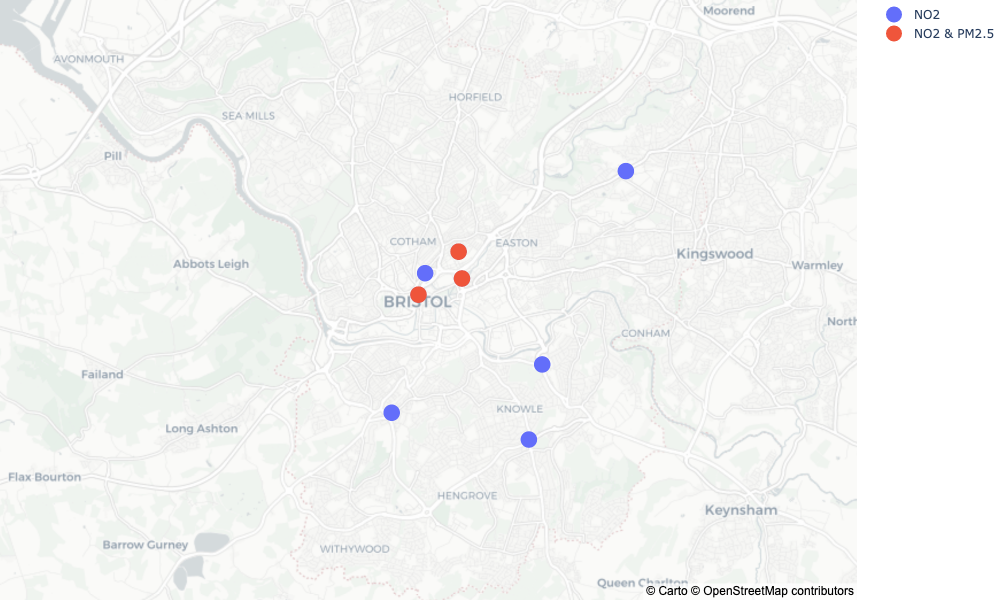 Moorend
NO2
NO2 & PM2.5
AVONMOUTH
HORFIELD
SEA MILLS
Pill
COTHAM
EASTON
Kingswood
Abbots Leigh
Warmley
BRISTOL
North
CONHAM
Failand
KNOWLE
Long Ashton
Flax Bourton
HENGROVE
Keynsham
Barrow Gurney
WITHYWOOD
Queen Charlton
© Carto © OpenStreetMap contributors